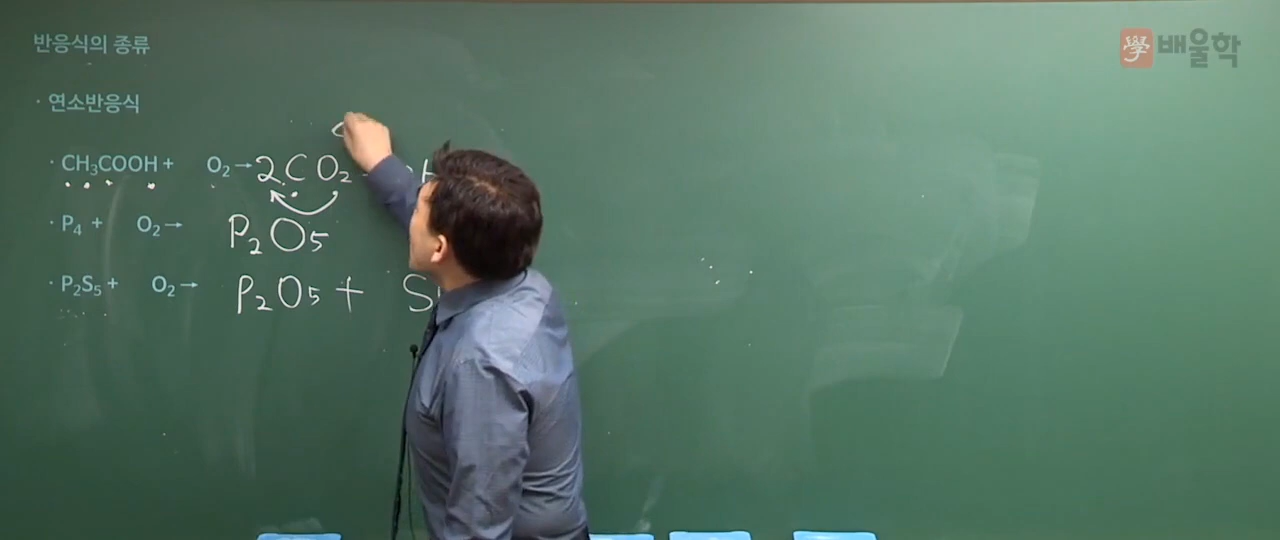 반응식의 종류
學 배울학
· 연소반응식
· CH₃COOH + O₂ → 2CO₂
· P₄ + O₂ → P₂O₅
· P₂S₅ + O₂ → P₂O₅ + S